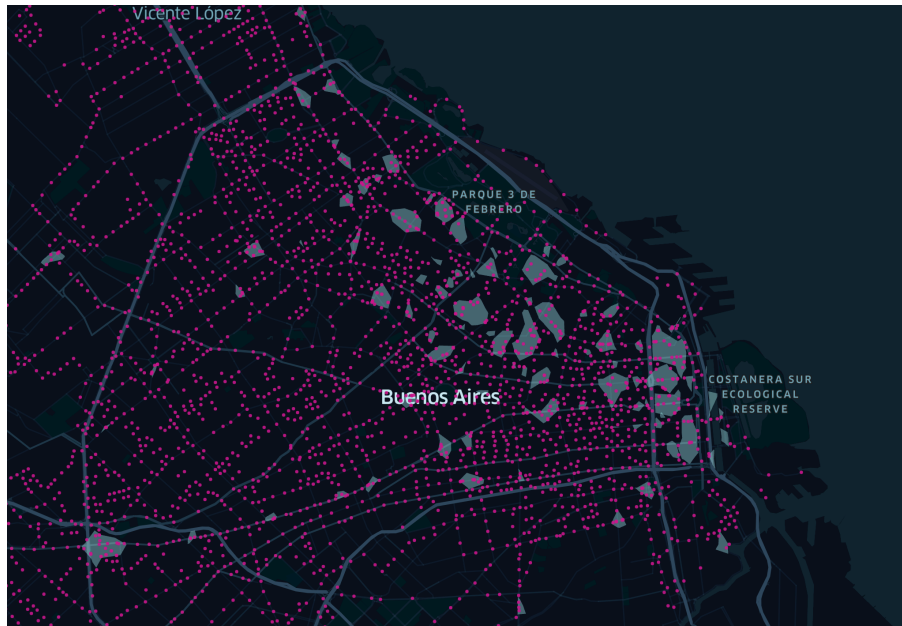 Vicente López
PARQUE 3 DE
FEBRERO
Buenos Aires
COSTANERA SUR
ECOLOGICAL
RESERVE